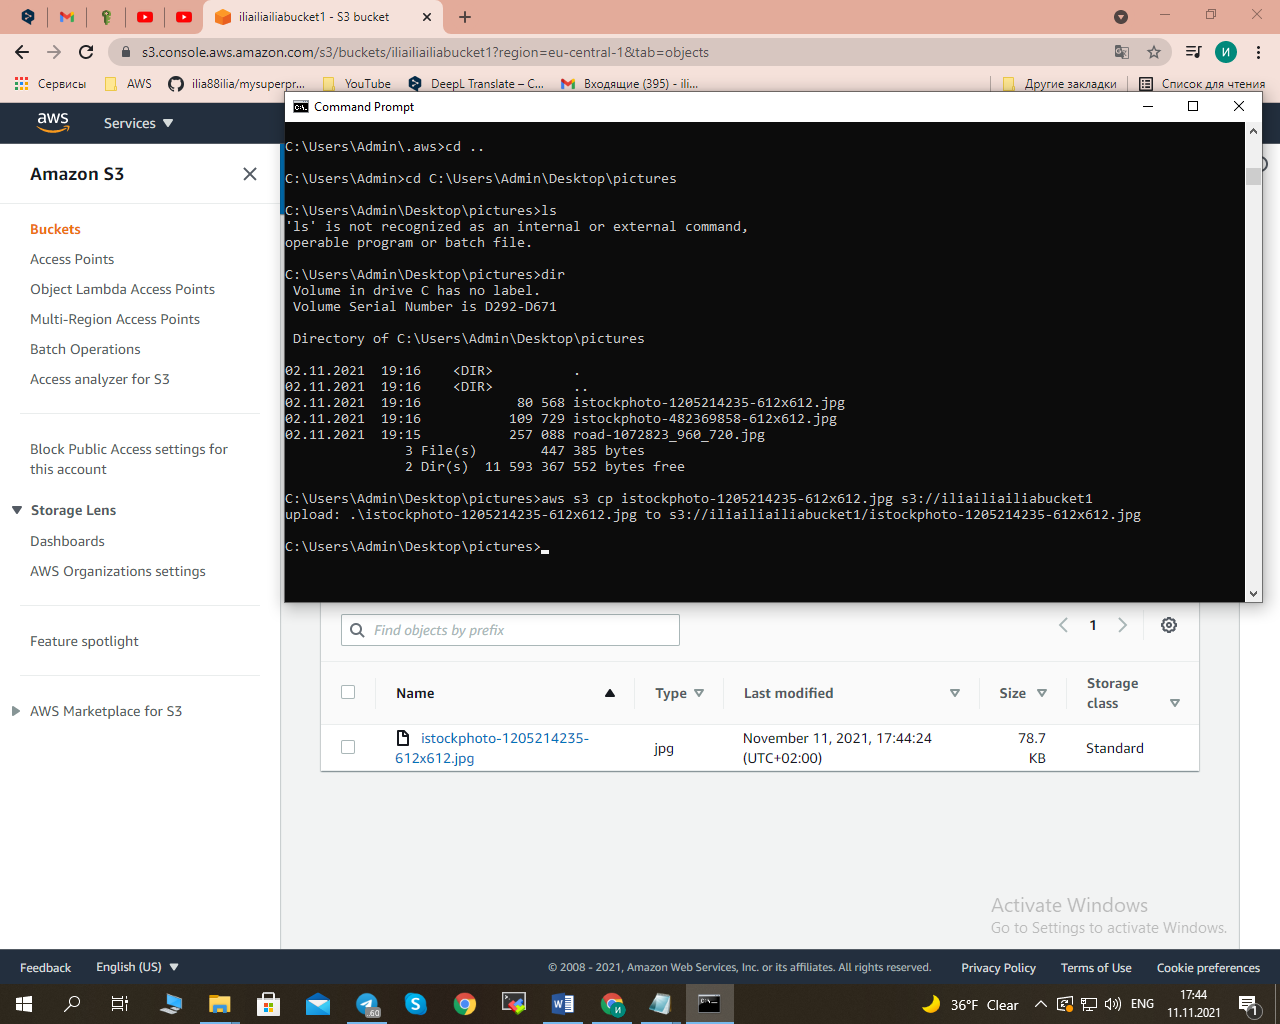 iliailiailiabucket1 - S3 bucket
s3.console.aws.amazon.com/s3/buckets/iliailiailiabucket1?region=eu-central-1&tab=objects
И
Сервисы
AWS
ilia88ilia/mysuperpr...
YouTube
DeepL Translate – C...
Входящие (395) - ili...
Другие закладки
Список для чтения
aws
Services
Command Prompt
C:\Users\Admin\.aws>cd ..
C:\Users\Admin>cd C:\Users\Admin\Desktop\pictures
C:\Users\Admin\Desktop\pictures>ls
'ls' is not recognized as an internal or external command,
operable program or batch file.
C:\Users\Admin\Desktop\pictures>dir
Volume in drive C has no label.
Volume Serial Number is D292-D671
Directory of C:\Users\Admin\Desktop\pictures
02.11.2021  19:16    <DIR>          .
02.11.2021  19:16    <DIR>          ..
02.11.2021  19:16            80 568 istockphoto-1205214235-612x612.jpg
02.11.2021  19:16           109 729 istockphoto-482369858-612x612.jpg
02.11.2021  19:15           257 088 road-1072823_960_720.jpg
3 File(s)        447 385 bytes
2 Dir(s)  11 593 367 552 bytes free
C:\Users\Admin\Desktop\pictures>aws s3 cp istockphoto-1205214235-612x612.jpg s3://iliailiailiabucket1
upload: .\istockphoto-1205214235-612x612.jpg to s3://iliailiailiabucket1/istockphoto-1205214235-612x612.jpg
C:\Users\Admin\Desktop\pictures>
Amazon S3
Buckets
Access Points
Object Lambda Access Points
Multi-Region Access Points
Batch Operations
Access analyzer for S3
Block Public Access settings for
this account
Storage Lens
Dashboards
AWS Organizations settings
Feature spotlight
AWS Marketplace for S3
Find objects by prefix
1
Name
Type
Last modified
Size
Storage
class
istockphoto-1205214235-
612x612.jpg
jpg
November 11, 2021, 17:44:24
(UTC+02:00)
78.7
KB
Standard
Activate Windows
Go to Settings to activate Windows.
Feedback
English (US)
© 2008 - 2021, Amazon Web Services, Inc. or its affiliates. All rights reserved.
Privacy Policy
Terms of Use
Cookie preferences
.60
36°F Clear
ENG
17:44
11.11.2021
1